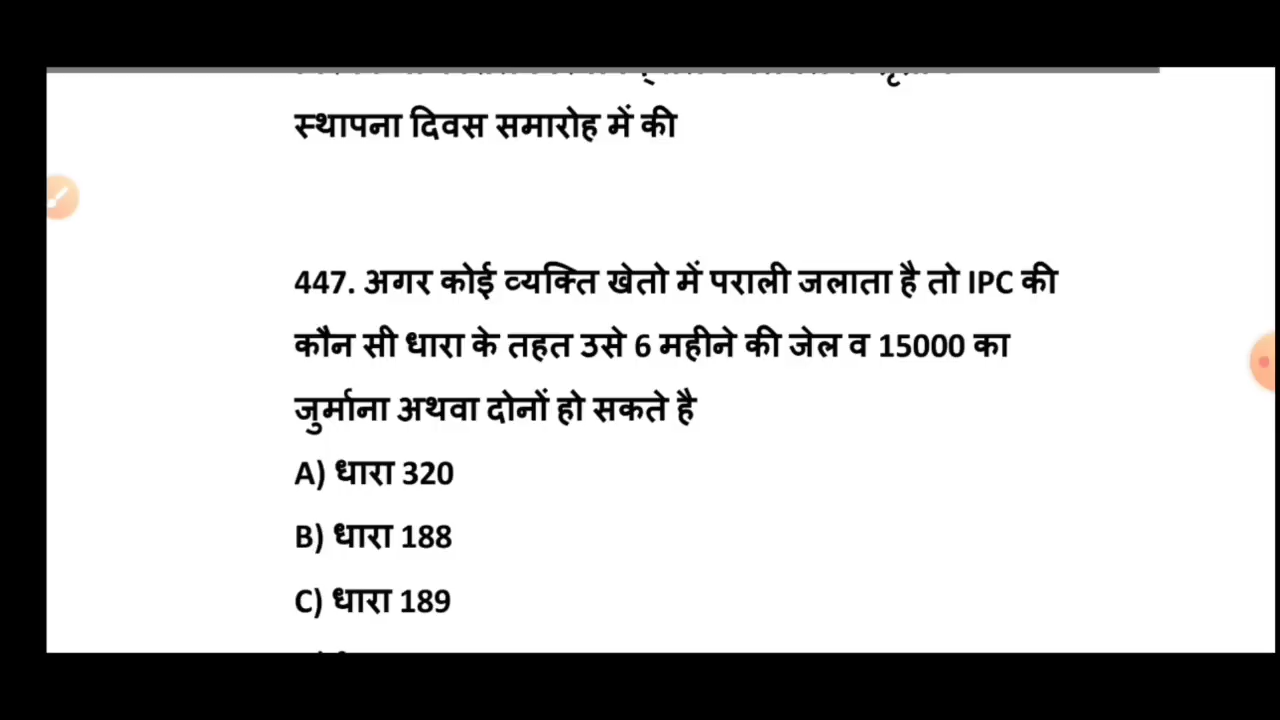 स्थापना दिवस समारोह में की
447. अगर कोई व्यक्ति खेतो में पराली जलाता है तो IPC की
कौन सी धारा के तहत उसे 6 महीने की जेल व 15000 का
जुर्माना अथवा दोनों हो सकते है
A) धारा 320
B) धारा 188
C) धारा 189